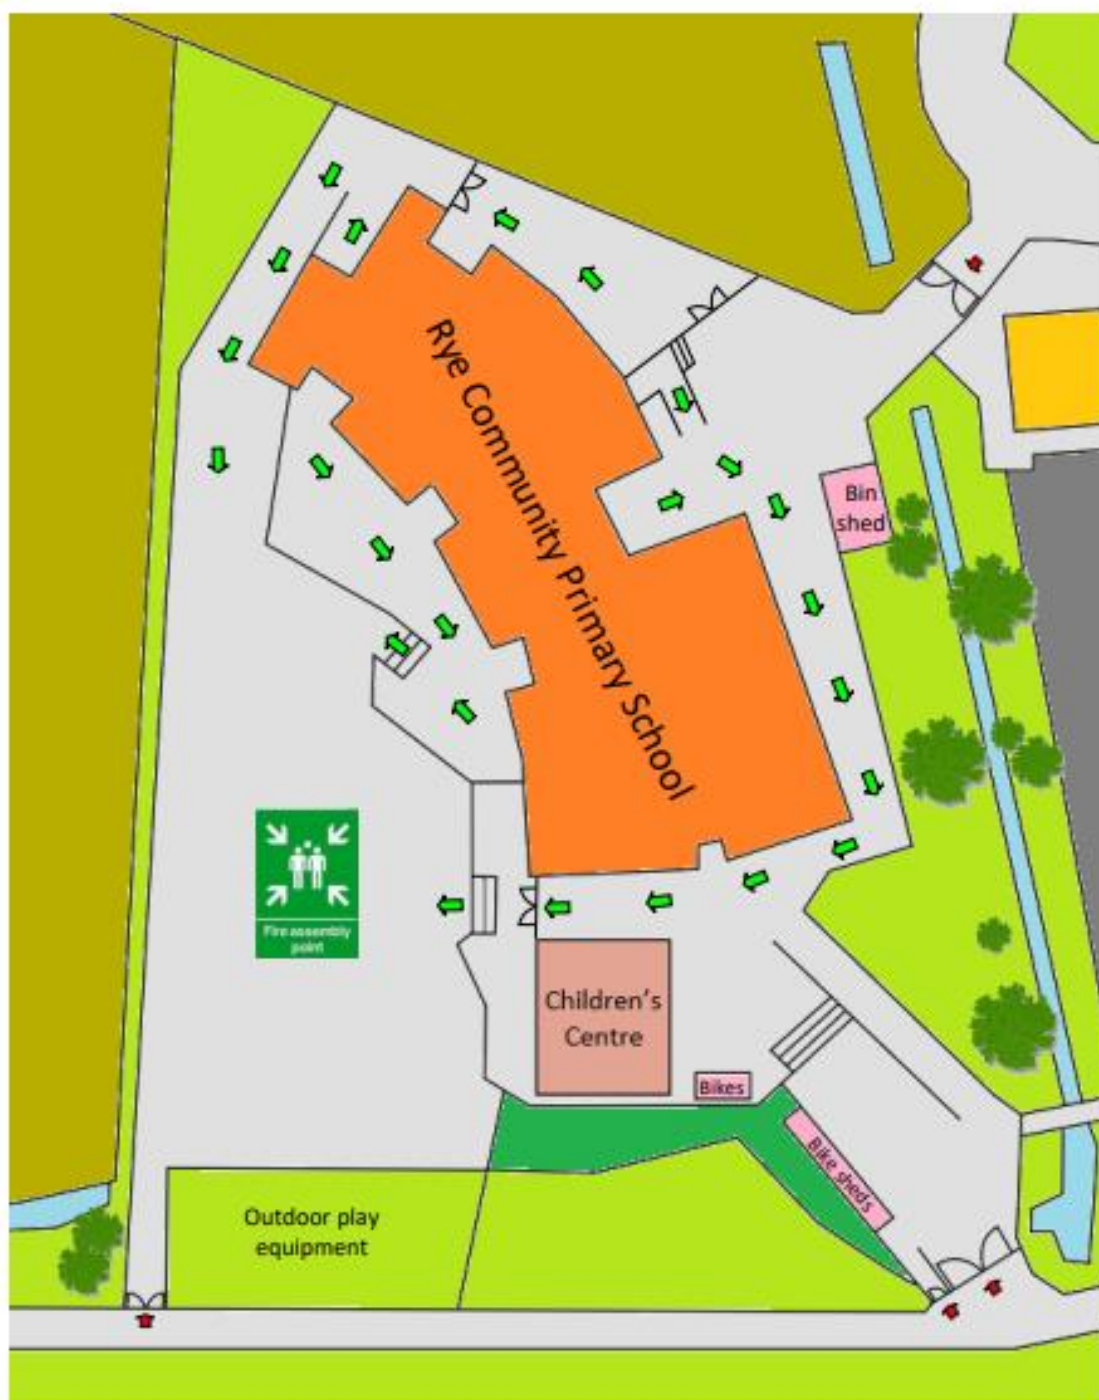 Rye Community Primary School
Bin
shed
Fire assembly
point
Children's
Centre
Bikes
Bike sheds
Outdoor play
equipment